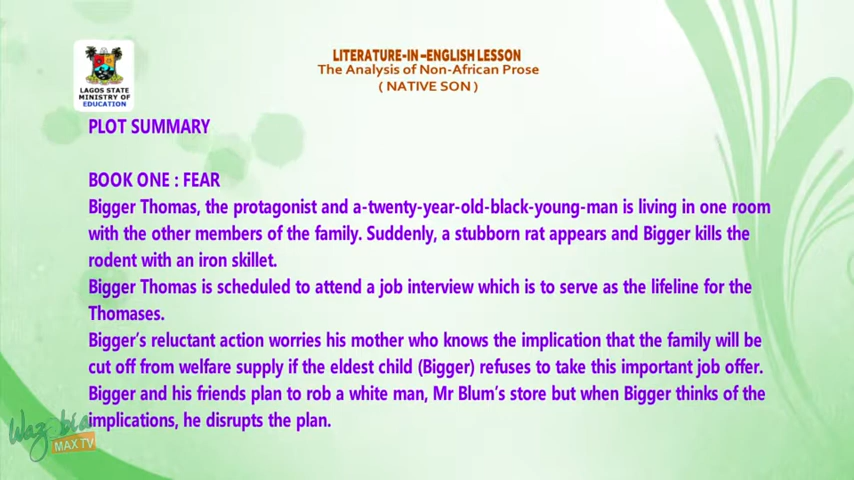 LITERATURE-IN-ENGLISH LESSON
The Analysis of Non-African Prose
( NATIVE SON )
LAGOS STATE
MINISTRY OF
EDUCATION
PLOT SUMMARY
BOOK ONE : FEAR
Bigger Thomas, the protagonist and a-twenty-year-old-black-young-man is living in one room
with the other members of the family. Suddenly, a stubborn rat appears and Bigger kills the
rodent with an iron skillet.
Bigger Thomas is scheduled to attend a job interview which is to serve as the lifeline for the
Thomases.
Bigger's reluctant action worries his mother who knows the implication that the family will be
cut off from welfare supply if the eldest child (Bigger) refuses to take this important job offer.
Bigger and his friends plan to rob a white man, Mr Blum's store but when Bigger thinks of the
implications, he disrupts the plan.
Wazobia
MAX TV